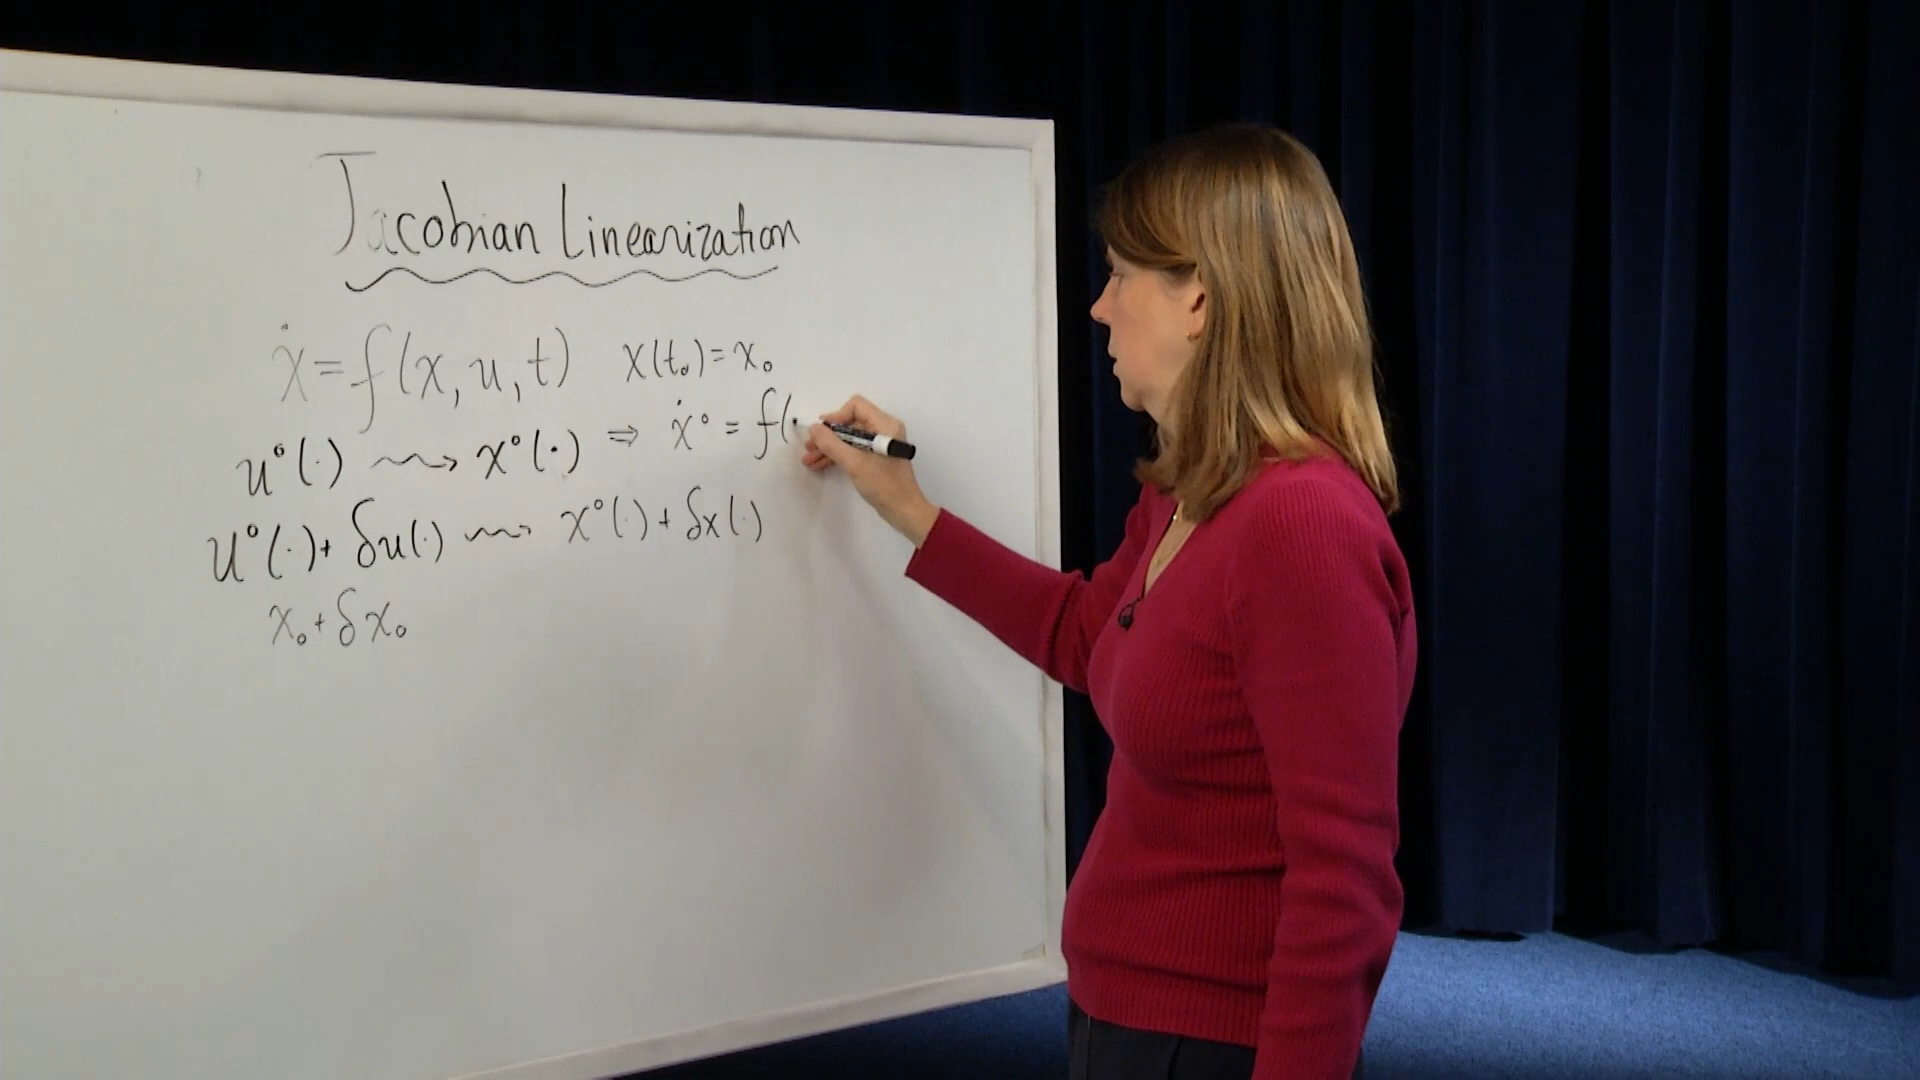 Jacobian Linearization
ẋ = f(x, u, t) x(t₀) = x₀
u°(·) ⇝ x°(·) ⇒ ẋ° = f(
u°(·) + δu(·) ⇝ x°(·) + δx(·)
x₀ + δx₀